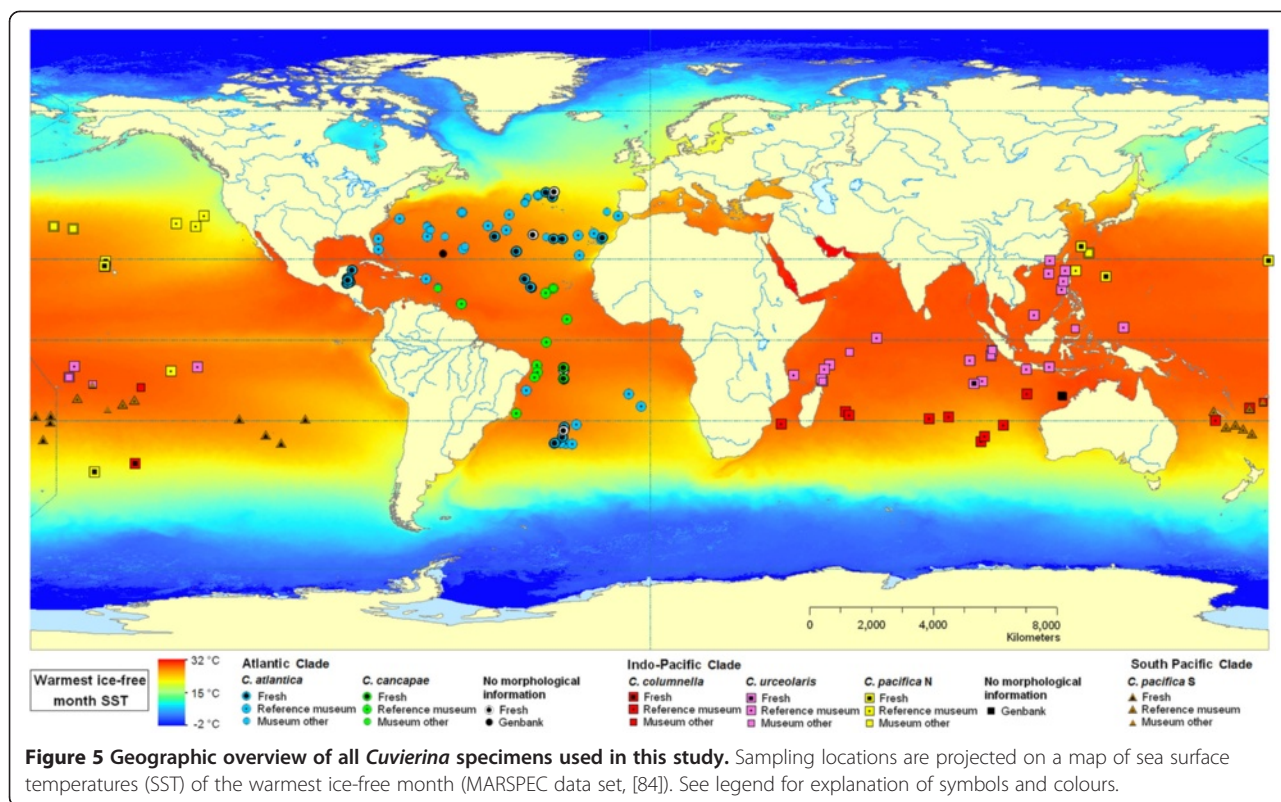 0 2,000 4,000 8,000
Kilometers
Warmest ice-free
month SST
32 °C
15 °C
-2 °C
Atlantic Clade
C. atlantica
Fresh
Reference museum
Museum other
C. cancapae
Fresh
Reference museum
Museum other
No morphological
information
Fresh
Genbank
Indo-Pacific Clade
C. columnella
Fresh
Reference museum
Museum other
C. urceolaris
Fresh
Reference museum
Museum other
C. pacifica N
Fresh
Reference museum
Museum other
No morphological
information
Genbank
South Pacific Clade
C. pacifica S
Fresh
Reference museum
Museum other
Figure 5 Geographic overview of all Cuvierina specimens used in this study. Sampling locations are projected on a map of sea surface
temperatures (SST) of the warmest ice-free month (MARSPEC data set, [84]). See legend for explanation of symbols and colours.